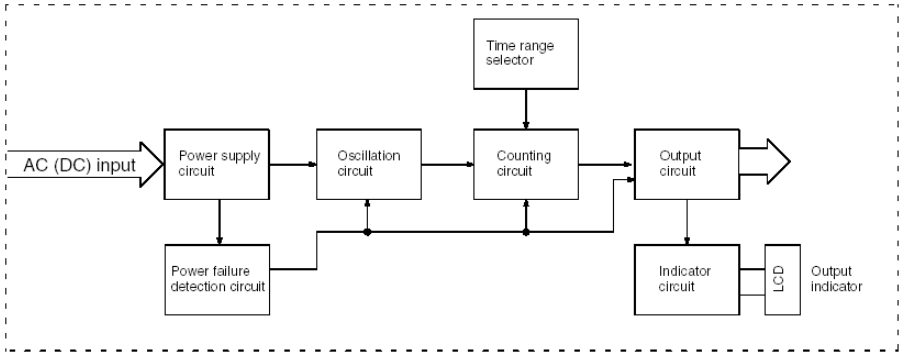 Time range
selector
AC (DC) input
Power supply
circuit
Oscillation
circuit
Counting
circuit
Output
circuit
Power failure
detection circuit
Indicator
circuit
LCD
Output
indicator